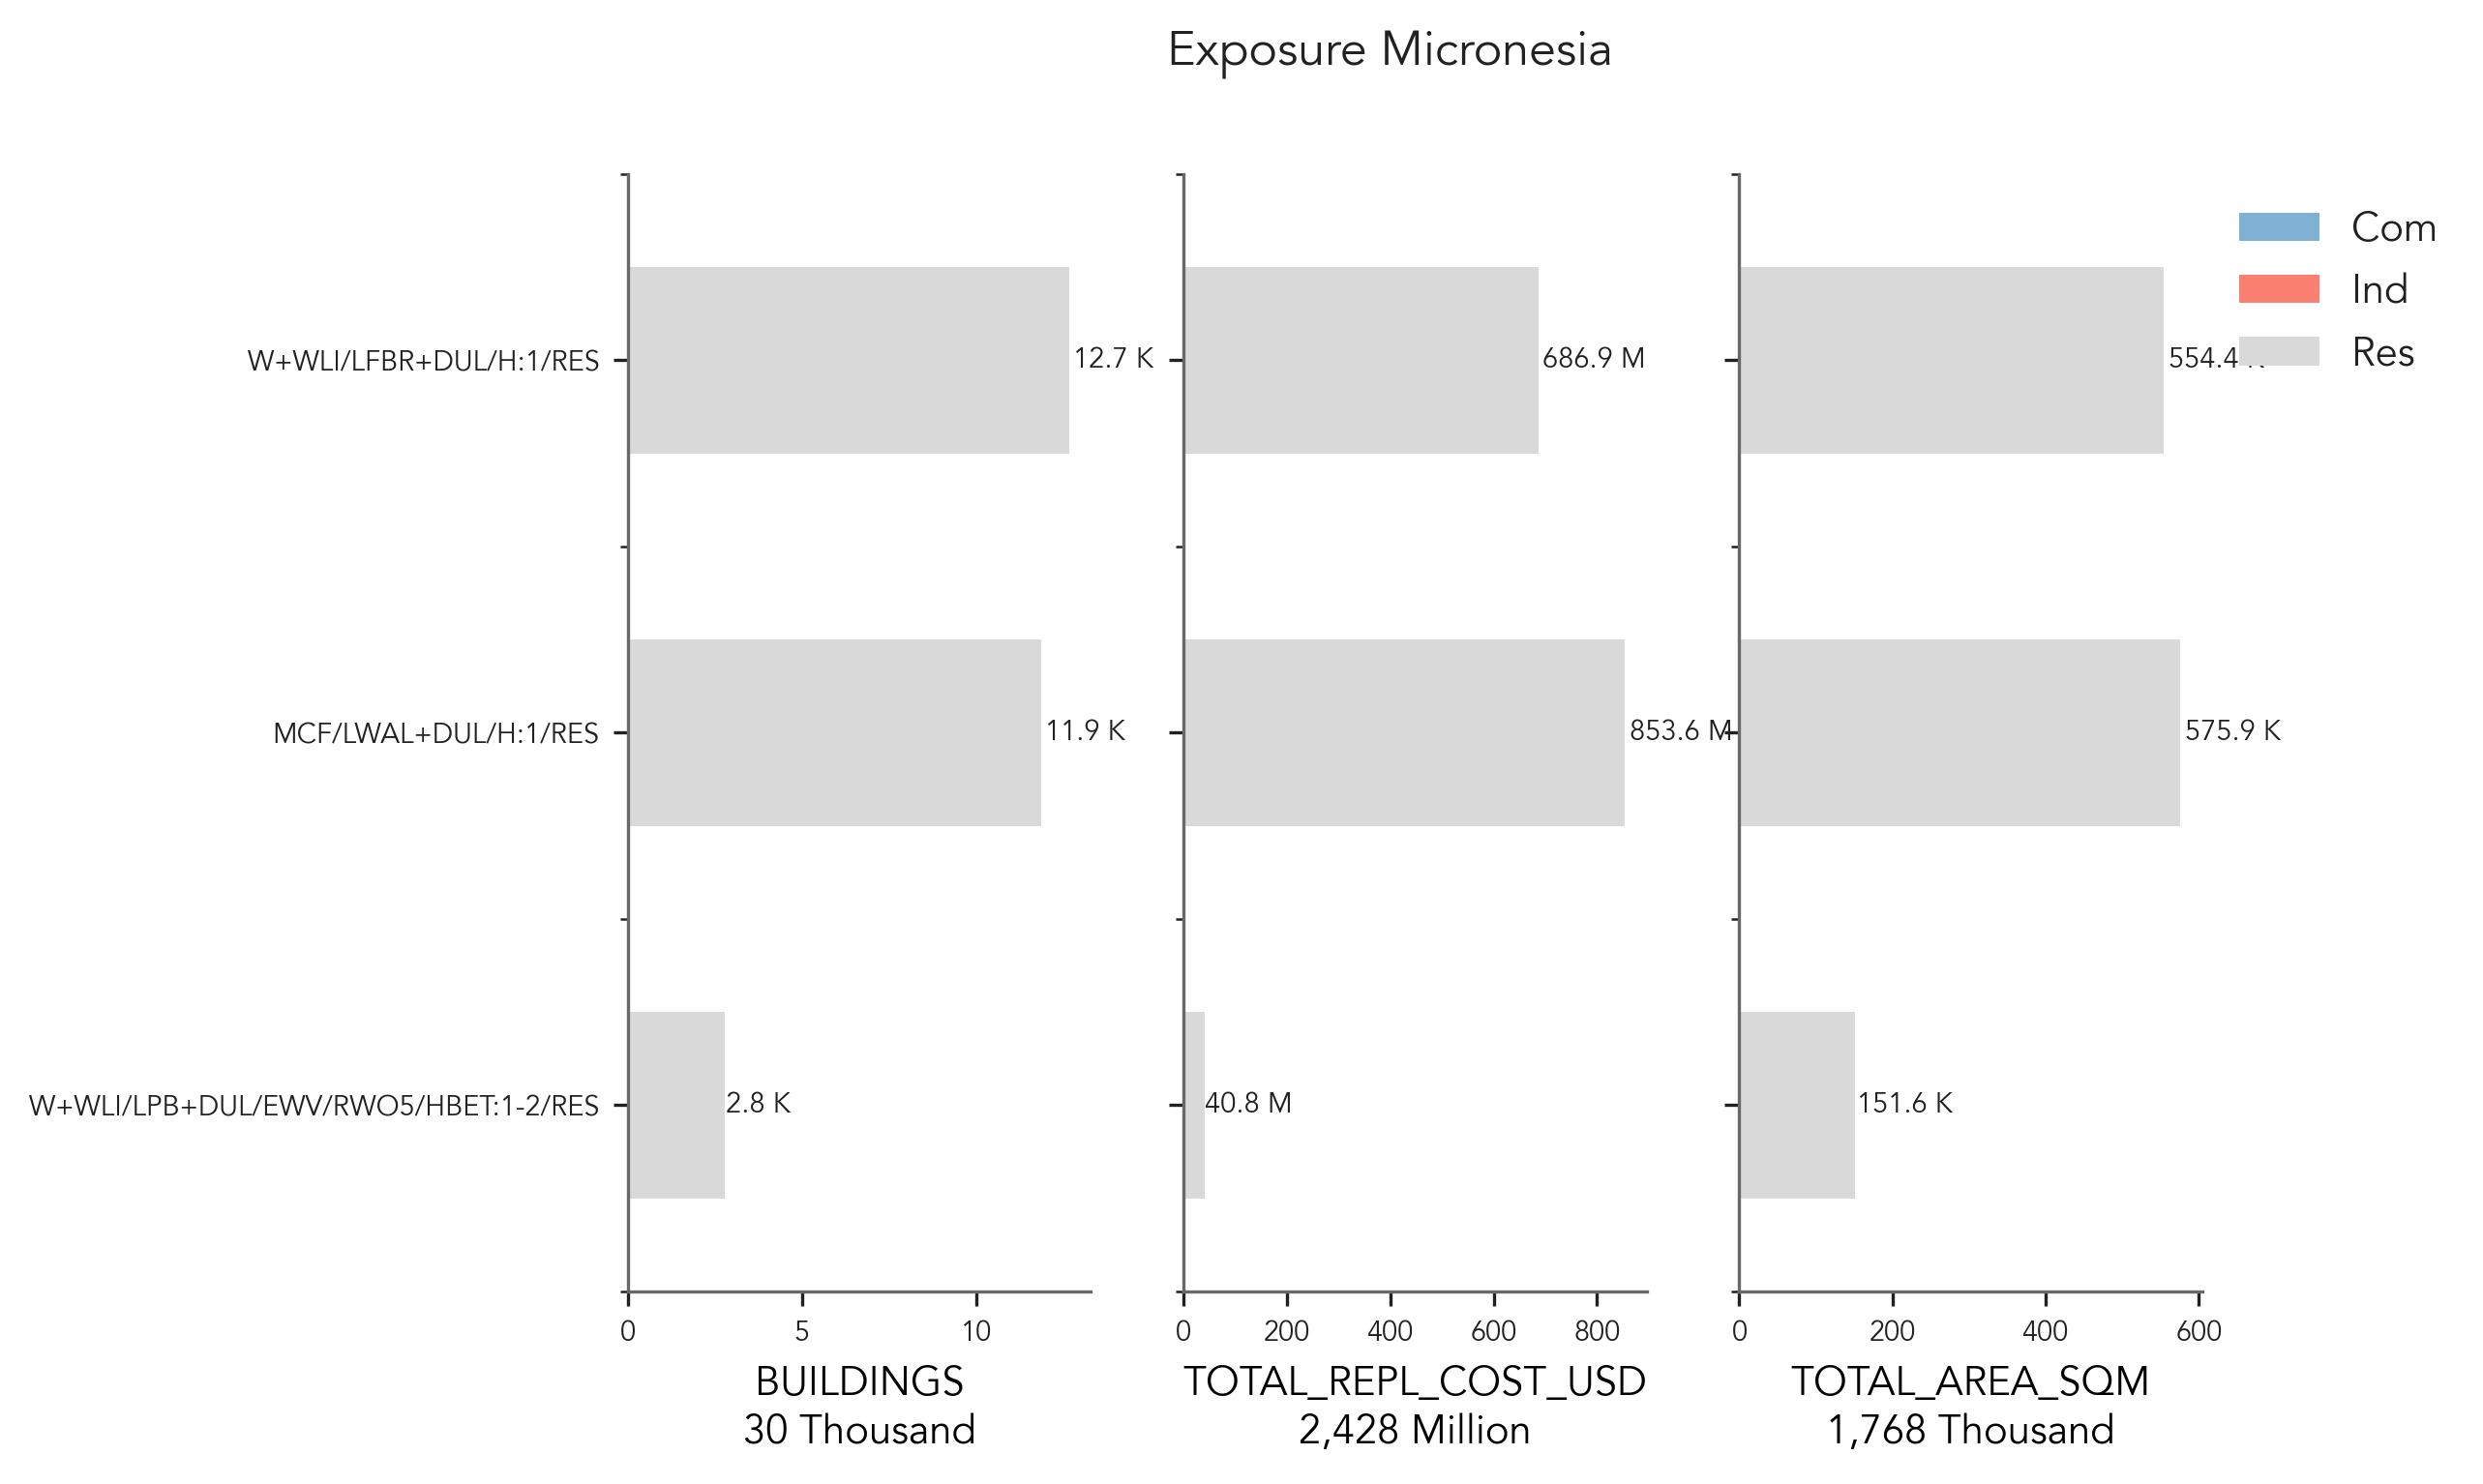 Exposure Micronesia
Com
Ind
Res
W+WLI/LFBR+DUL/H:1/RES
12.7 K
686.9 M
554.4 K
MCF/LWAL+DUL/H:1/RES
11.9 K
853.6 M
575.9 K
W+WLI/LPB+DUL/EWV/RWO5/HBET:1-2/RES
2.8 K
40.8 M
151.6 K
0 5 10
0 200 400 600 800
0 200 400 600
BUILDINGS
30 Thousand
TOTAL_REPL_COST_USD
2,428 Million
TOTAL_AREA_SQM
1,768 Thousand